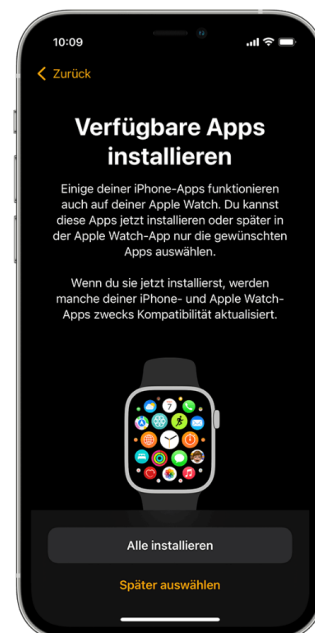 10:09
Zurück
Verfügbare Apps
installieren
Einige deiner iPhone-Apps funktionieren
auch auf deiner Apple Watch. Du kannst
diese Apps jetzt installieren oder später in
der Apple Watch-App nur die gewünschten
Apps auswählen.
Wenn du sie jetzt installierst, werden
manche deiner iPhone- und Apple Watch-
Apps zwecks Kompatibilität aktualisiert.
7
Alle installieren
Später auswählen